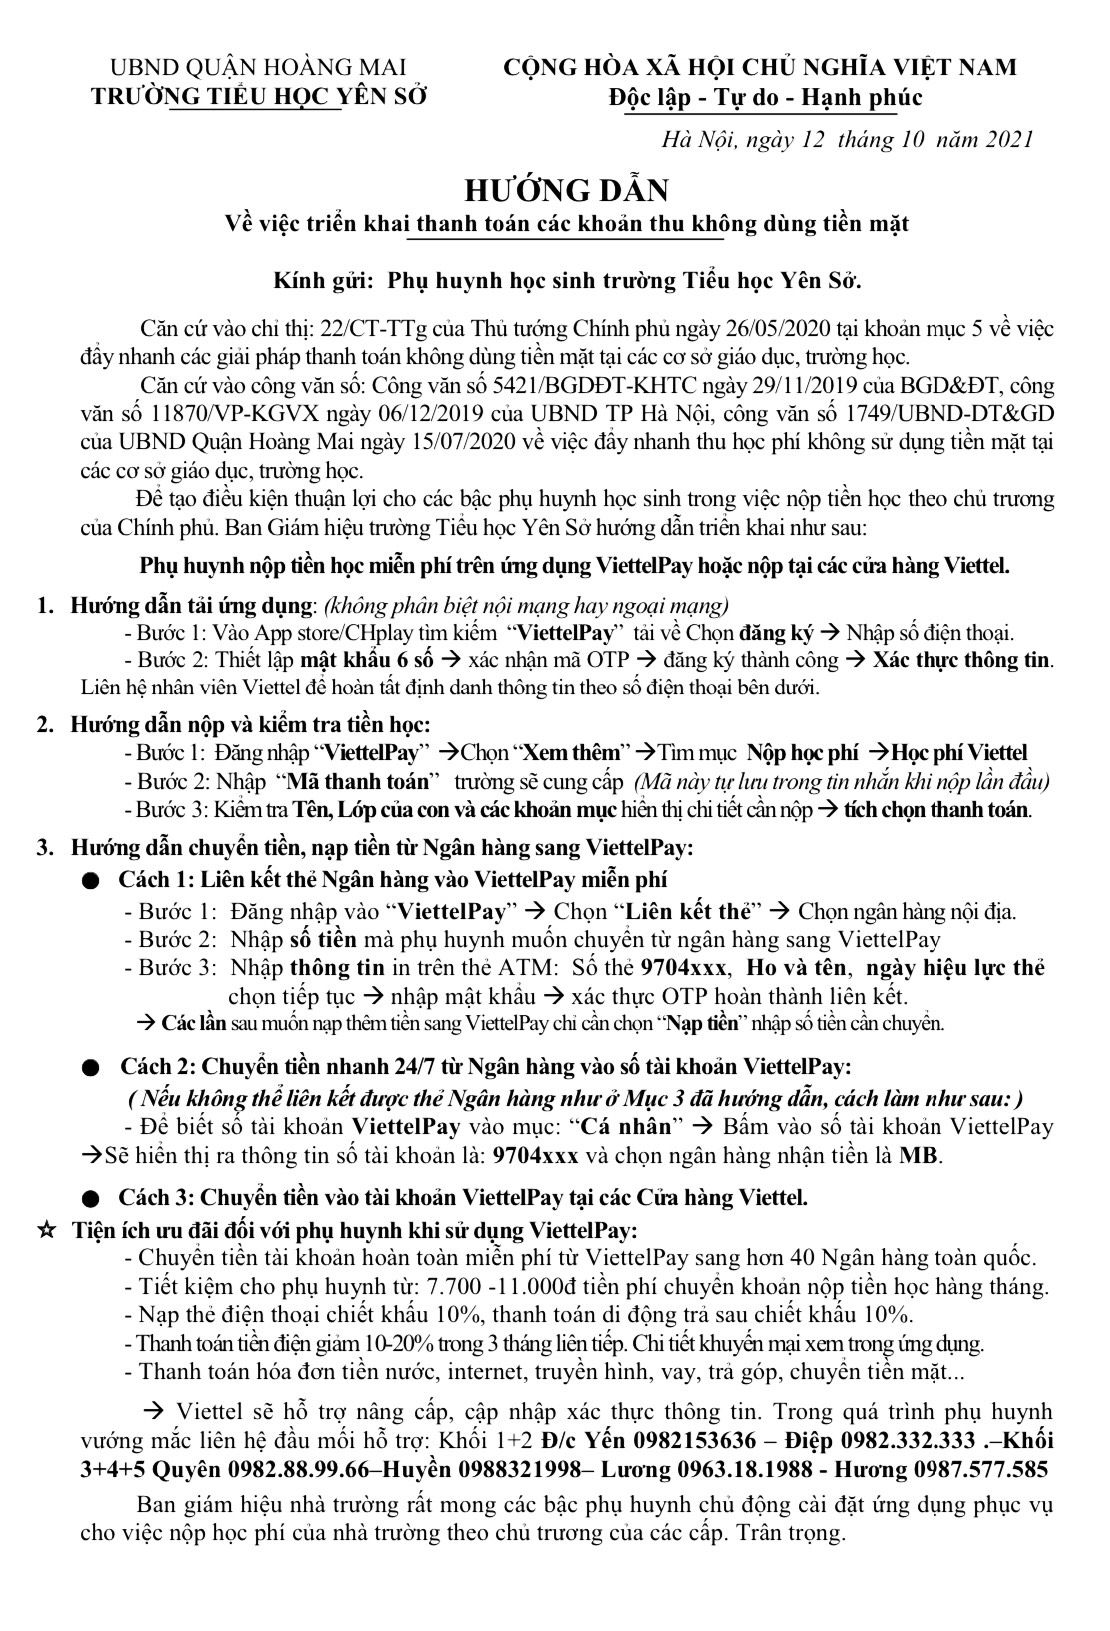 UBND QUẬN HOÀNG MAI
TRƯỜNG TIỂU HỌC YÊN SỞ
CỘNG HÒA XÃ HỘI CHỦ NGHĨA VIỆT NAM
Độc lập - Tự do - Hạnh phúc
Hà Nội, ngày 12 tháng 10 năm 2021
HƯỚNG DẪN
Về việc triển khai thanh toán các khoản thu không dùng tiền mặt
Kính gửi: Phụ huynh học sinh trường Tiểu học Yên Sở.
Căn cứ vào chỉ thị: 22/CT-TTg của Thủ tướng Chính phủ ngày 26/05/2020 tại khoản mục 5 về việc
đẩy nhanh các giải pháp thanh toán không dùng tiền mặt tại các cơ sở giáo dục, trường học.
Căn cứ vào công văn số: Công văn số 5421/BGDĐT-KHTC ngày 29/11/2019 của BGD&ĐT, công
văn số 11870/VP-KGVX ngày 06/12/2019 của UBND TP Hà Nội, công văn số 1749/UBND-DT&GD
của UBND Quận Hoàng Mai ngày 15/07/2020 về việc đẩy nhanh thu học phí không sử dụng tiền mặt tại
các cơ sở giáo dục, trường học.
Để tạo điều kiện thuận lợi cho các bậc phụ huynh học sinh trong việc nộp tiền học theo chủ trương
của Chính phủ. Ban Giám hiệu trường Tiểu học Yên Sở hướng dẫn triển khai như sau:
Phụ huynh nộp tiền học miễn phí trên ứng dụng ViettelPay hoặc nộp tại các cửa hàng Viettel.
1. Hướng dẫn tải ứng dụng: (không phân biệt nội mạng hay ngoại mạng)
- Bước 1: Vào App store/CHplay tìm kiếm “ViettelPay” tải về Chọn đăng ký → Nhập số điện thoại.
- Bước 2: Thiết lập mật khẩu 6 số → xác nhận mã OTP → đăng ký thành công → Xác thực thông tin.
Liên hệ nhân viên Viettel để hoàn tất định danh thông tin theo số điện thoại bên dưới.
2. Hướng dẫn nộp và kiểm tra tiền học:
- Bước 1: Đăng nhập “ViettelPay” →Chọn “Xem thêm” →Tìm mục Nộp học phí →Học phí Viettel
- Bước 2: Nhập “Mã thanh toán” trường sẽ cung cấp (Mã này tự lưu trong tin nhắn khi nộp lần đầu)
- Bước 3: Kiểm tra Tên, Lớp của con và các khoản mục hiển thị chi tiết cần nộp → tích chọn thanh toán.
3. Hướng dẫn chuyển tiền, nạp tiền từ Ngân hàng sang ViettelPay:
● Cách 1: Liên kết thẻ Ngân hàng vào ViettelPay miễn phí
- Bước 1: Đăng nhập vào “ViettelPay” → Chọn “Liên kết thẻ” → Chọn ngân hàng nội địa.
- Bước 2: Nhập số tiền mà phụ huynh muốn chuyển từ ngân hàng sang ViettelPay
- Bước 3: Nhập thông tin in trên thẻ ATM: Số thẻ 9704xxx, Họ và tên, ngày hiệu lực thẻ
chọn tiếp tục → nhập mật khẩu → xác thực OTP hoàn thành liên kết.
→ Các lần sau muốn nạp thêm tiền sang ViettelPay chỉ cần chọn “Nạp tiền” nhập số tiền cần chuyển.
● Cách 2: Chuyển tiền nhanh 24/7 từ Ngân hàng vào số tài khoản ViettelPay:
( Nếu không thể liên kết được thẻ Ngân hàng như ở Mục 3 đã hướng dẫn, cách làm như sau: )
- Để biết số tài khoản ViettelPay vào mục: “Cá nhân” → Bấm vào số tài khoản ViettelPay
→Sẽ hiển thị ra thông tin số tài khoản là: 9704xxx và chọn ngân hàng nhận tiền là MB.
● Cách 3: Chuyển tiền vào tài khoản ViettelPay tại các Cửa hàng Viettel.
☆ Tiện ích ưu đãi đối với phụ huynh khi sử dụng ViettelPay:
- Chuyển tiền tài khoản hoàn toàn miễn phí từ ViettelPay sang hơn 40 Ngân hàng toàn quốc.
- Tiết kiệm cho phụ huynh từ: 7.700 -11.000đ tiền phí chuyển khoản nộp tiền học hàng tháng.
- Nạp thẻ điện thoại chiết khấu 10%, thanh toán di động trả sau chiết khấu 10%.
- Thanh toán tiền điện giảm 10-20% trong 3 tháng liên tiếp. Chi tiết khuyến mại xem trong ứng dụng.
- Thanh toán hóa đơn tiền nước, internet, truyền hình, vay, trả góp, chuyển tiền mặt...
→ Viettel sẽ hỗ trợ nâng cấp, cập nhập xác thực thông tin. Trong quá trình phụ huynh
vướng mắc liên hệ đầu mối hỗ trợ: Khối 1+2 Đ/c Yến 0982153636 – Điệp 0982.332.333 .–Khối
3+4+5 Quyên 0982.88.99.66–Huyền 0988321998– Lương 0963.18.1988 - Hương 0987.577.585
Ban giám hiệu nhà trường rất mong các bậc phụ huynh chủ động cài đặt ứng dụng phục vụ
cho việc nộp học phí của nhà trường theo chủ trương của các cấp. Trân trọng.